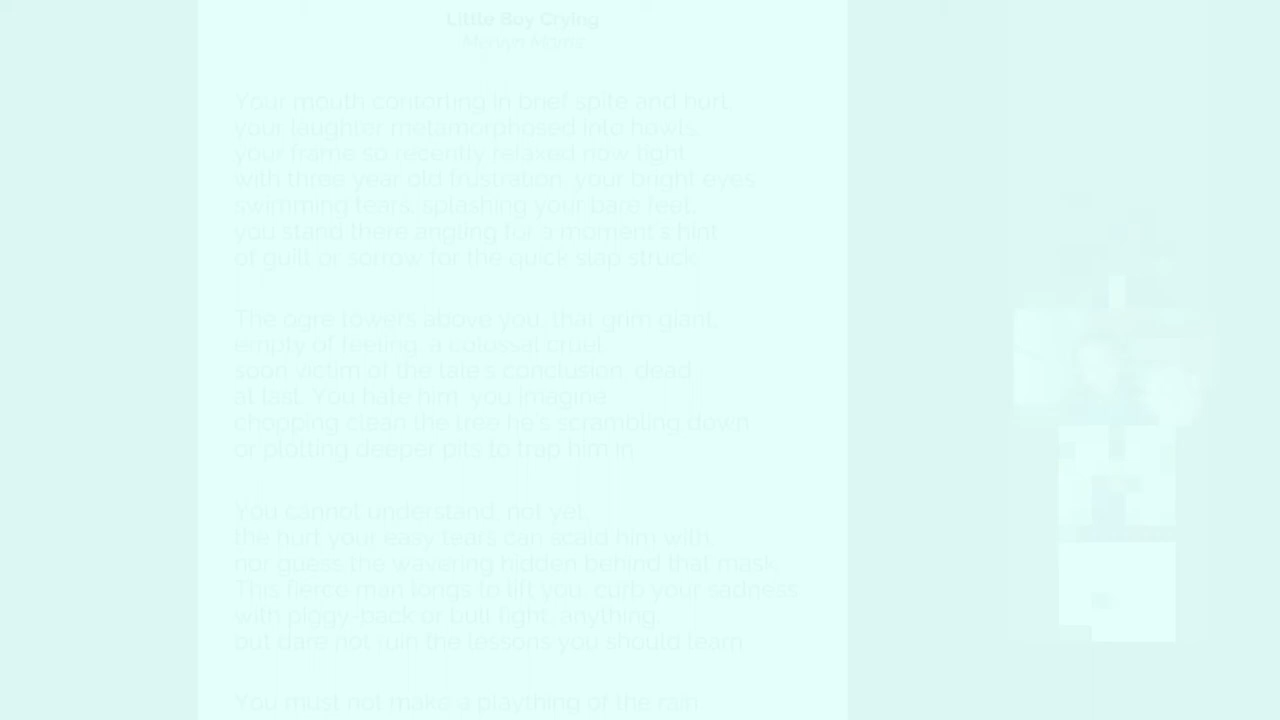 Little Boy Crying
Mervyn Morris
Your mouth contorting in brief spite and hurt,
your laughter metamorphosed into howls,
your frame so recently relaxed now tight
with three year old frustration, your bright eyes
swimming tears, splashing your bare feet,
you stand there angling for a moment's hint
of guilt or sorrow for the quick slap struck.
The ogre towers above you, that grim giant,
empty of feeling, a colossal cruel,
soon victim of the tale's conclusion, dead
at last. You hate him, you imagine
chopping clean the tree he's scrambling down
or plotting deeper pits to trap him in.
You cannot understand, not yet,
the hurt your easy tears can scald him with,
nor guess the wavering hidden behind that mask.
This fierce man longs to lift you, curb your sadness
with piggy-back or bull fight, anything,
but dare not ruin the lessons you should learn.
You must not make a plaything of the rain.